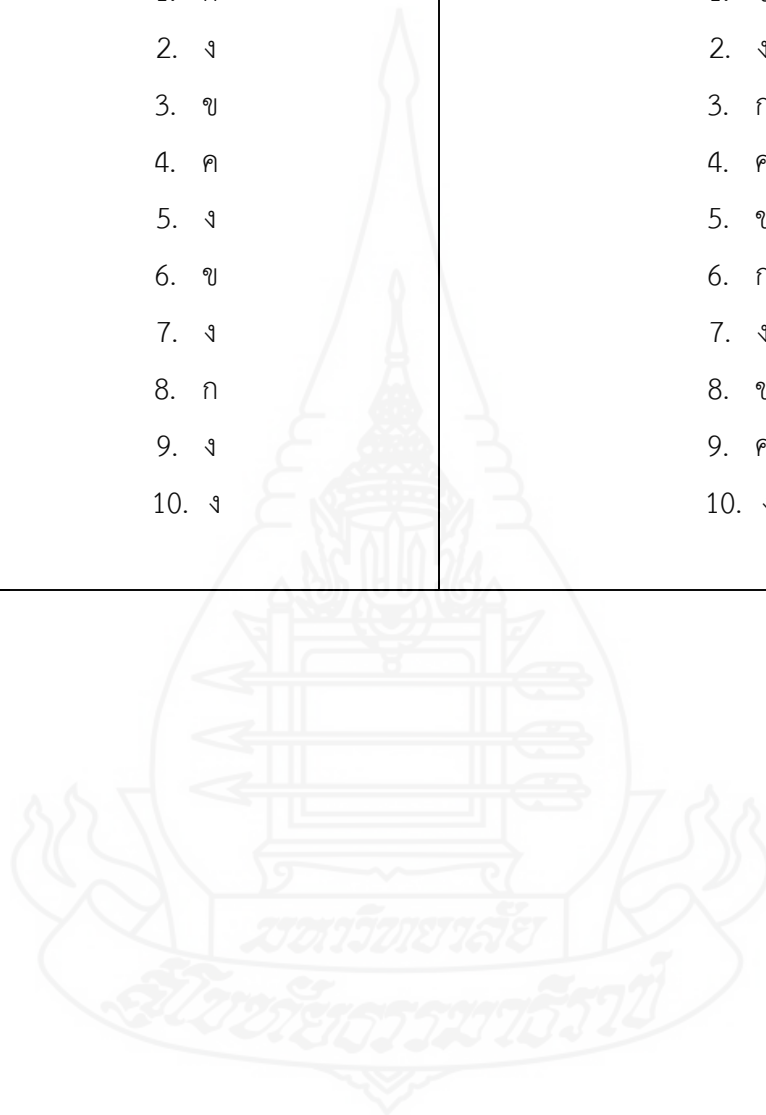 2. ง
3. ข
4. ค
5. ง
6. ข
7. ง
8. ก
9. ง
10. ง
2. ง
3. ก
4. ค
5. ข
6. ก
7. ง
8. ข
9. ค
10.
มหาวิทยาลัย
สุโขทัยธรรมาธิราช